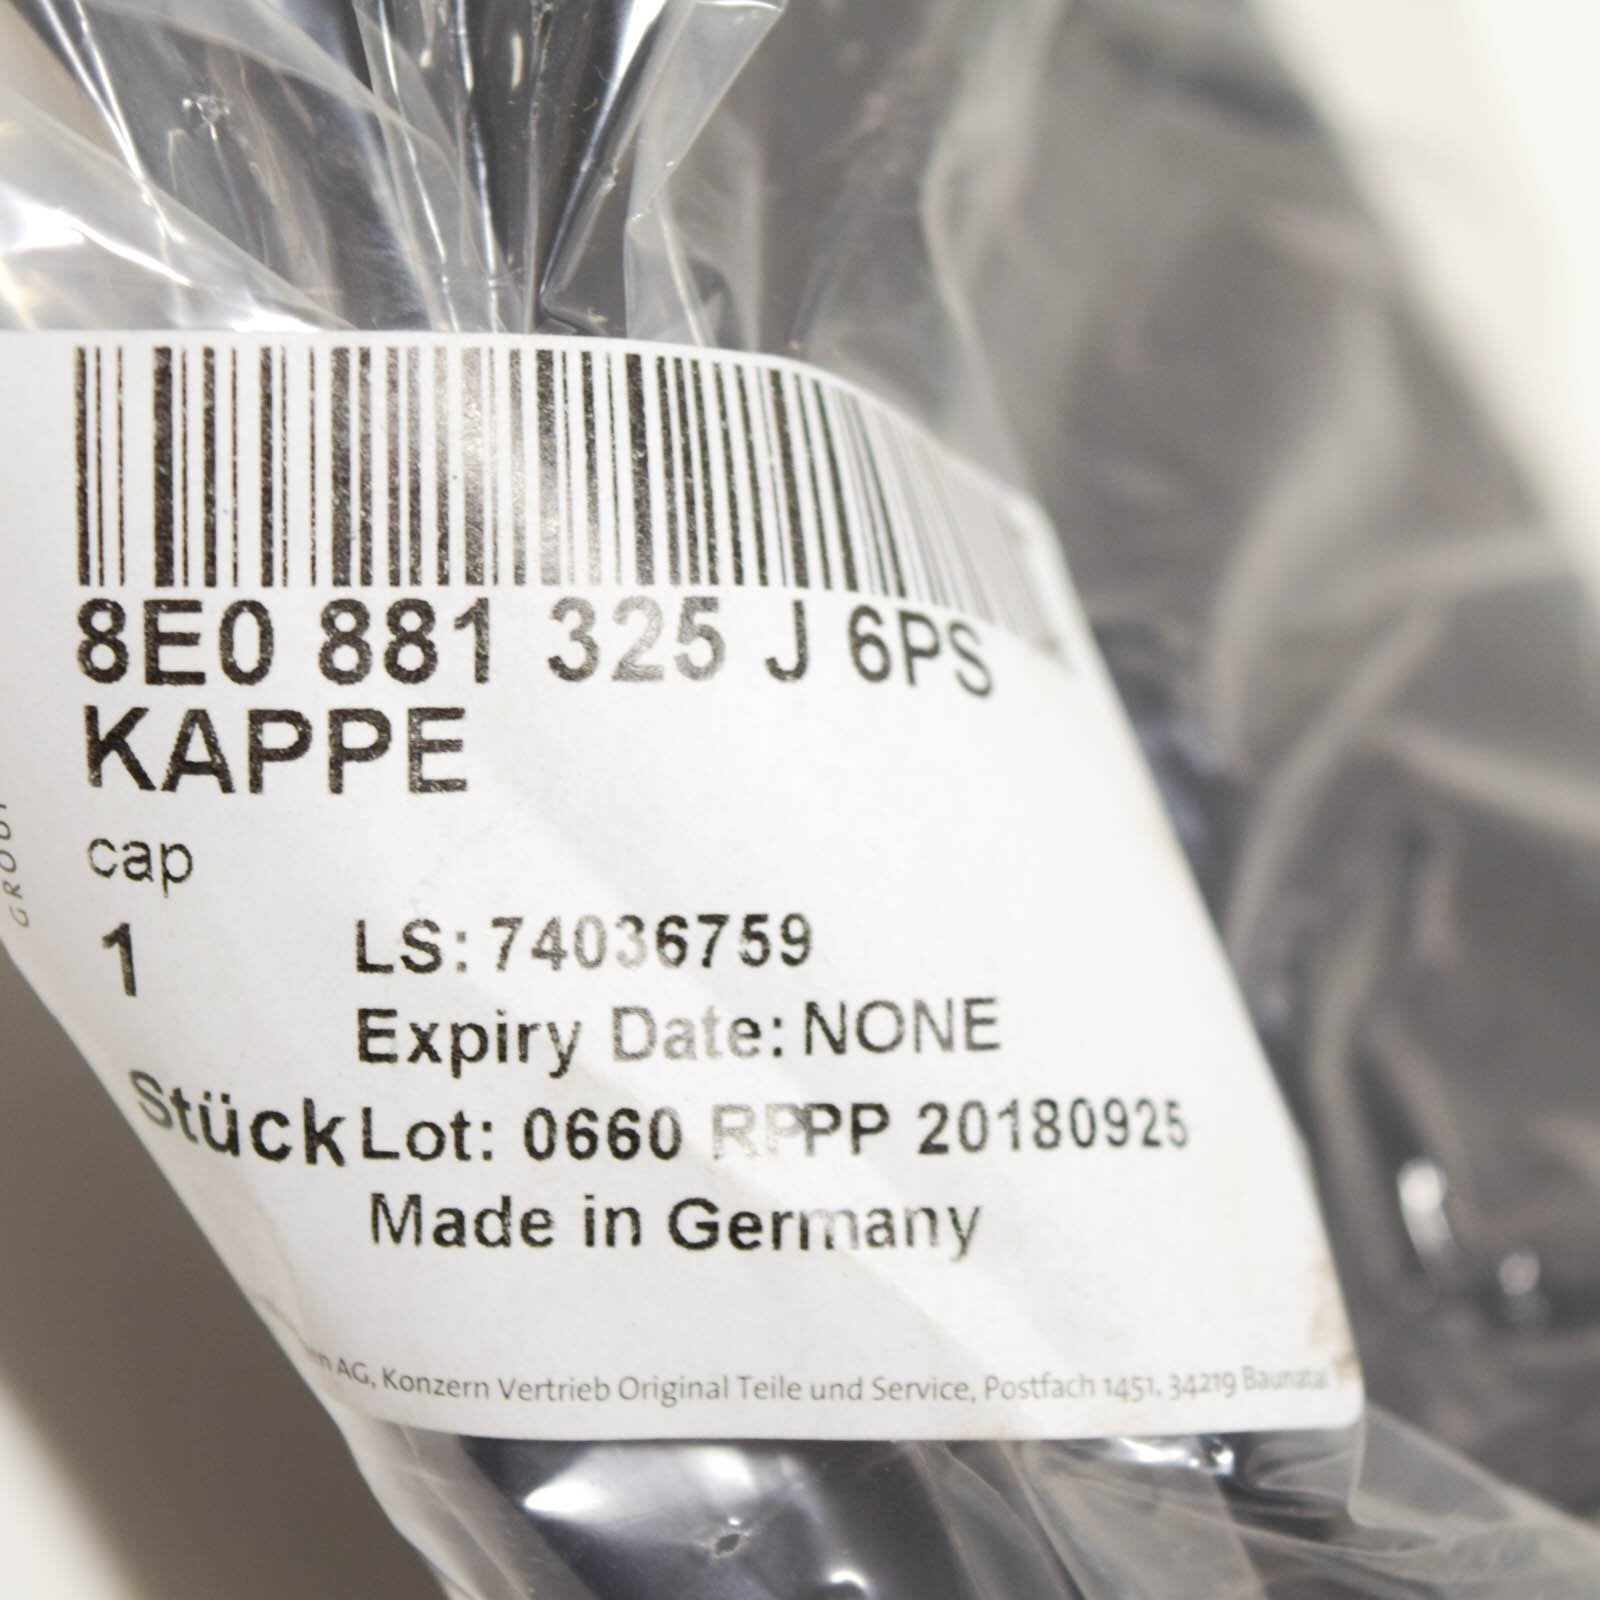 8E0 881 325 J 6PS
KAPPE
cap
1 LS: 74036759
Expiry Date: NONE
Stück Lot: 0660 RPPP 20180925
Made in Germany
AG, Konzern Vertrieb Original Teile und Service, Postfach 1451, 34219 Baunatal
GROUP